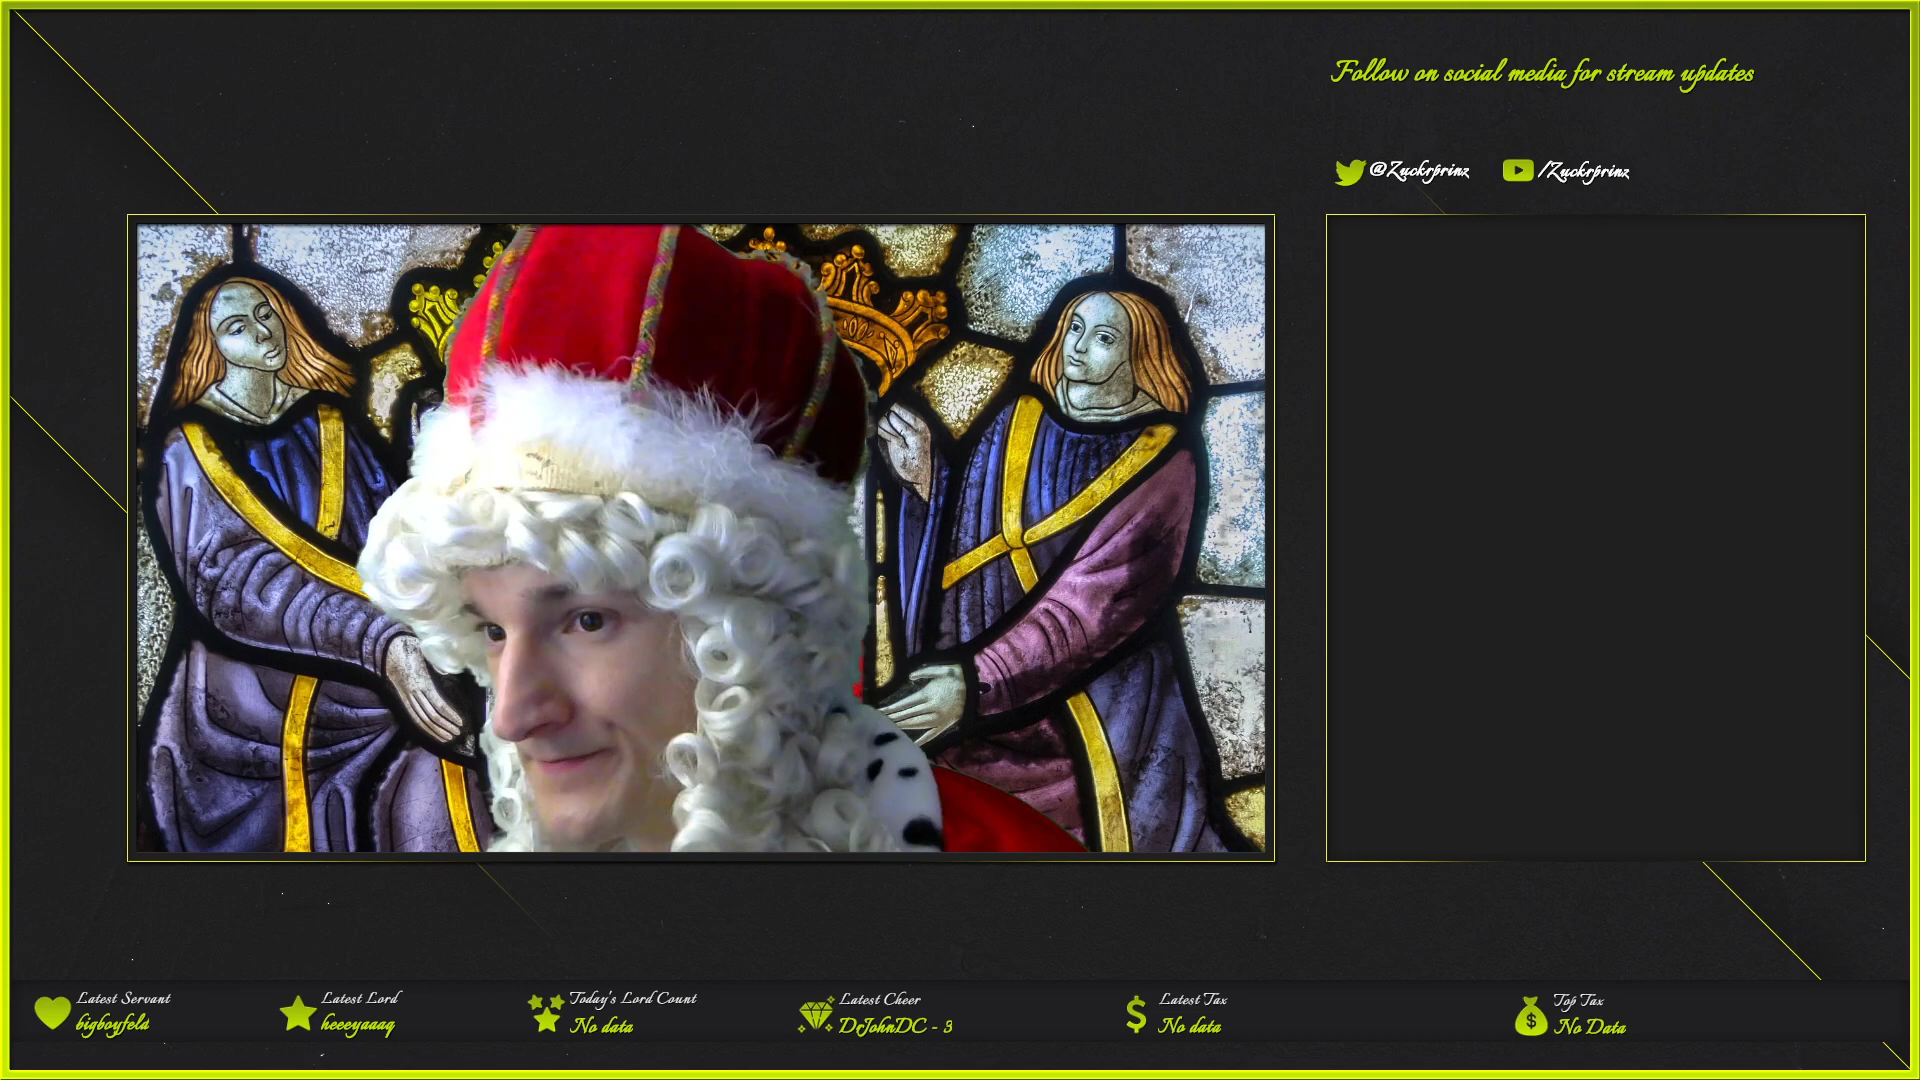 Follow on social media for stream updates
@Zuckrprinz /Zuckrprinz
Latest Servant
bigboyfeld
Latest Lord
heeeyaaaq
Today's Lord Count
No data
Latest Cheer
DrJohnDC - 3
Latest Tax
No data
Top Tax
No Data